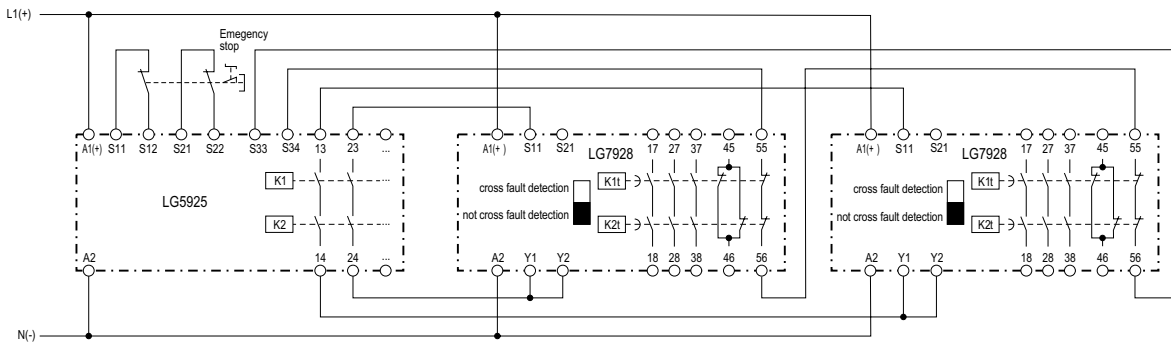 L1(+)
Emegency
stop
A1(+) S11 S12 S21 S22 S33 S34 13 23 ...
A1(+ ) S11 S21 17 27 37 45 55
A1(+ ) S11 S21 17 27 37 45 55
LG7928
LG7928
K1 ...
cross fault detection K1t
cross fault detection K1t
LG5925
K2 ...
not cross fault detection K2t
not cross fault detection K2t
A2 14 24 ...
A2 Y1 Y2 18 28 38 46 56
A2 Y1 Y2 18 28 38 46 56
N(-)